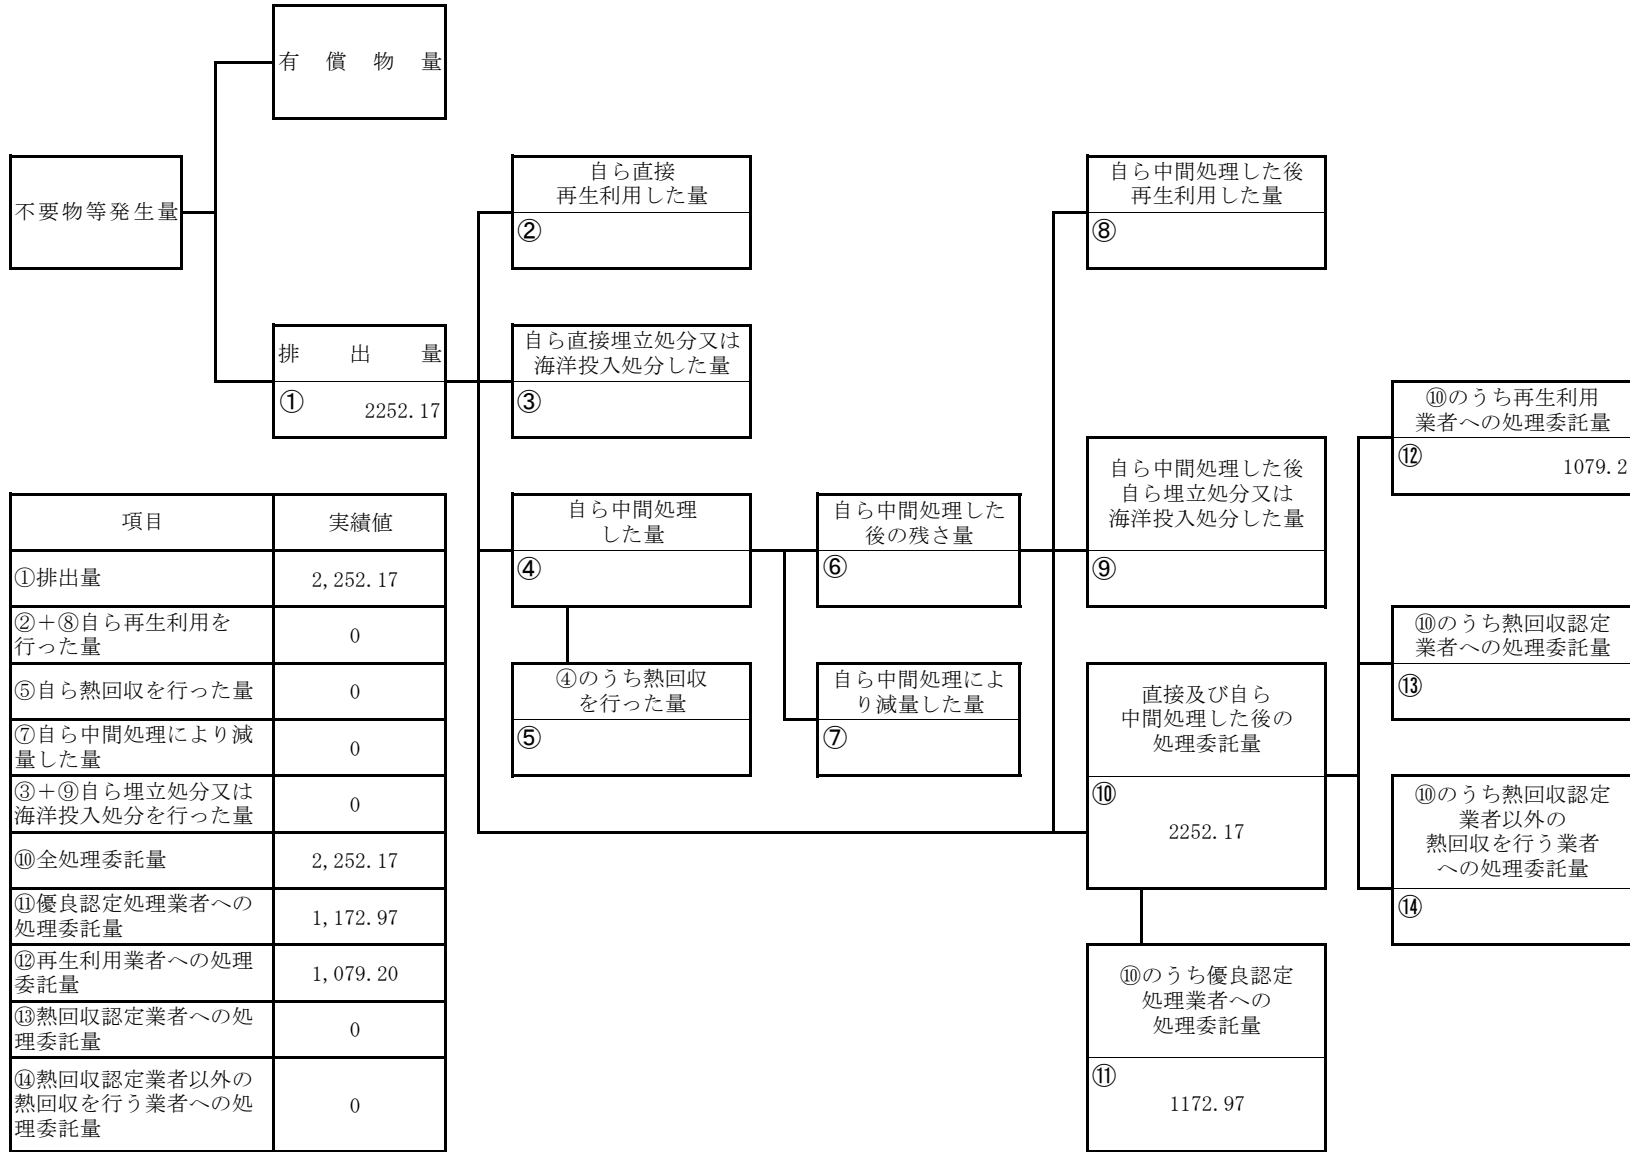 有償物量
不要物等発生量
排出量
① 2252.17
自ら直接
再生利用した量
②
自ら直接埋立処分又は
海洋投入処分した量
③
自ら中間処理
した量
④
④のうち熱回収
を行った量
⑤
自ら中間処理した
後の残さ量
⑥
自ら中間処理によ
り減量した量
⑦
自ら中間処理した後
再生利用した量
⑧
自ら中間処理した後
自ら埋立処分又は
海洋投入処分した量
⑨
直接及び自ら
中間処理した後の
処理委託量
⑩
2252.17
⑩のうち優良認定
処理業者への
処理委託量
⑪
1172.97
⑩のうち再生利用
業者への処理委託量
⑫ 1079.2
⑩のうち熱回収認定
業者への処理委託量
⑬
⑩のうち熱回収認定
業者以外の
熱回収を行う業者
への処理委託量
⑭
項目 実績値
①排出量 2,252.17
②＋⑧自ら再生利用を
行った量 0
⑤自ら熱回収を行った量 0
⑦自ら中間処理により減
量した量 0
③＋⑨自ら埋立処分又は
海洋投入処分を行った量 0
⑩全処理委託量 2,252.17
⑪優良認定処理業者への
処理委託量 1,172.97
⑫再生利用業者への処理
委託量 1,079.20
⑬熱回収認定業者への処
理委託量 0
⑭熱回収認定業者以外の
熱回収を行う業者への処
理委託量 0